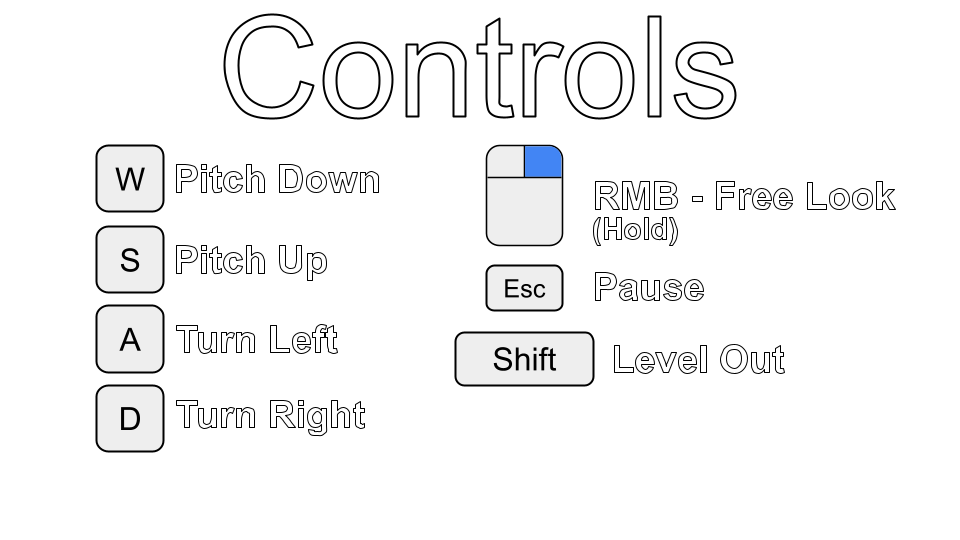 Controls
W Pitch Down
S Pitch Up
A Turn Left
D Turn Right
RMB - Free Look
(Hold)
Esc Pause
Shift Level Out